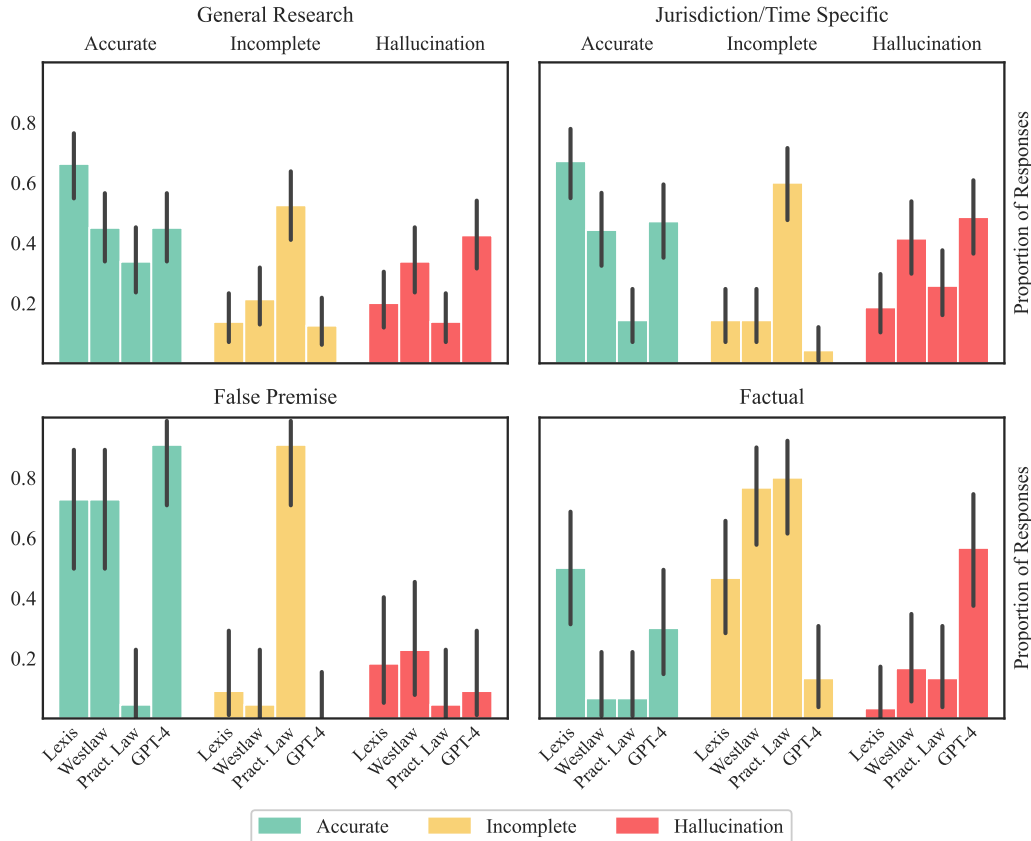 General Research
Jurisdiction/Time Specific
Accurate Incomplete Hallucination
Accurate Incomplete Hallucination
0.8
0.6
0.4
0.2
Proportion of Responses
False Premise
Factual
0.8
0.6
0.4
0.2
Proportion of Responses
Lexis
Westlaw
Pract. Law
GPT-4
Lexis
Westlaw
Pract. Law
GPT-4
Lexis
Westlaw
Pract. Law
GPT-4
Lexis
Westlaw
Pract. Law
GPT-4
Lexis
Westlaw
Pract. Law
GPT-4
Lexis
Westlaw
Pract. Law
GPT-4
Accurate Incomplete Hallucination